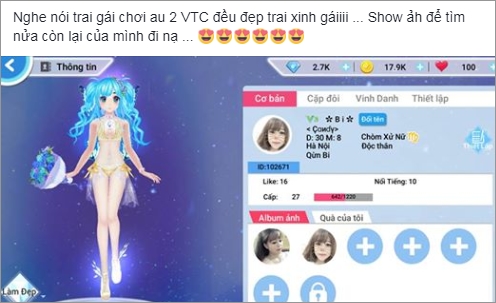 Nghe nói trai gái chơi au 2 VTC đều đẹp trai xinh gáiiii ... Show ảh để tìm
nửa còn lại của mình đi nạ ...
Thông tin
2.7K
17.9K
100
Cơ bản
Cặp đôi
Vinh Danh
Thiết lập
☆ B i ☆
Đổi tên
D: 30 M: 8
Chòm Xử Nữ
Hà Nội
Độc thân
Qừm Bi
ID:102671
Like: 16
Nổi Tiếng: 10
Cấp: 27
642/1220
Album ảnh
Quà của tôi
Làm Đẹp